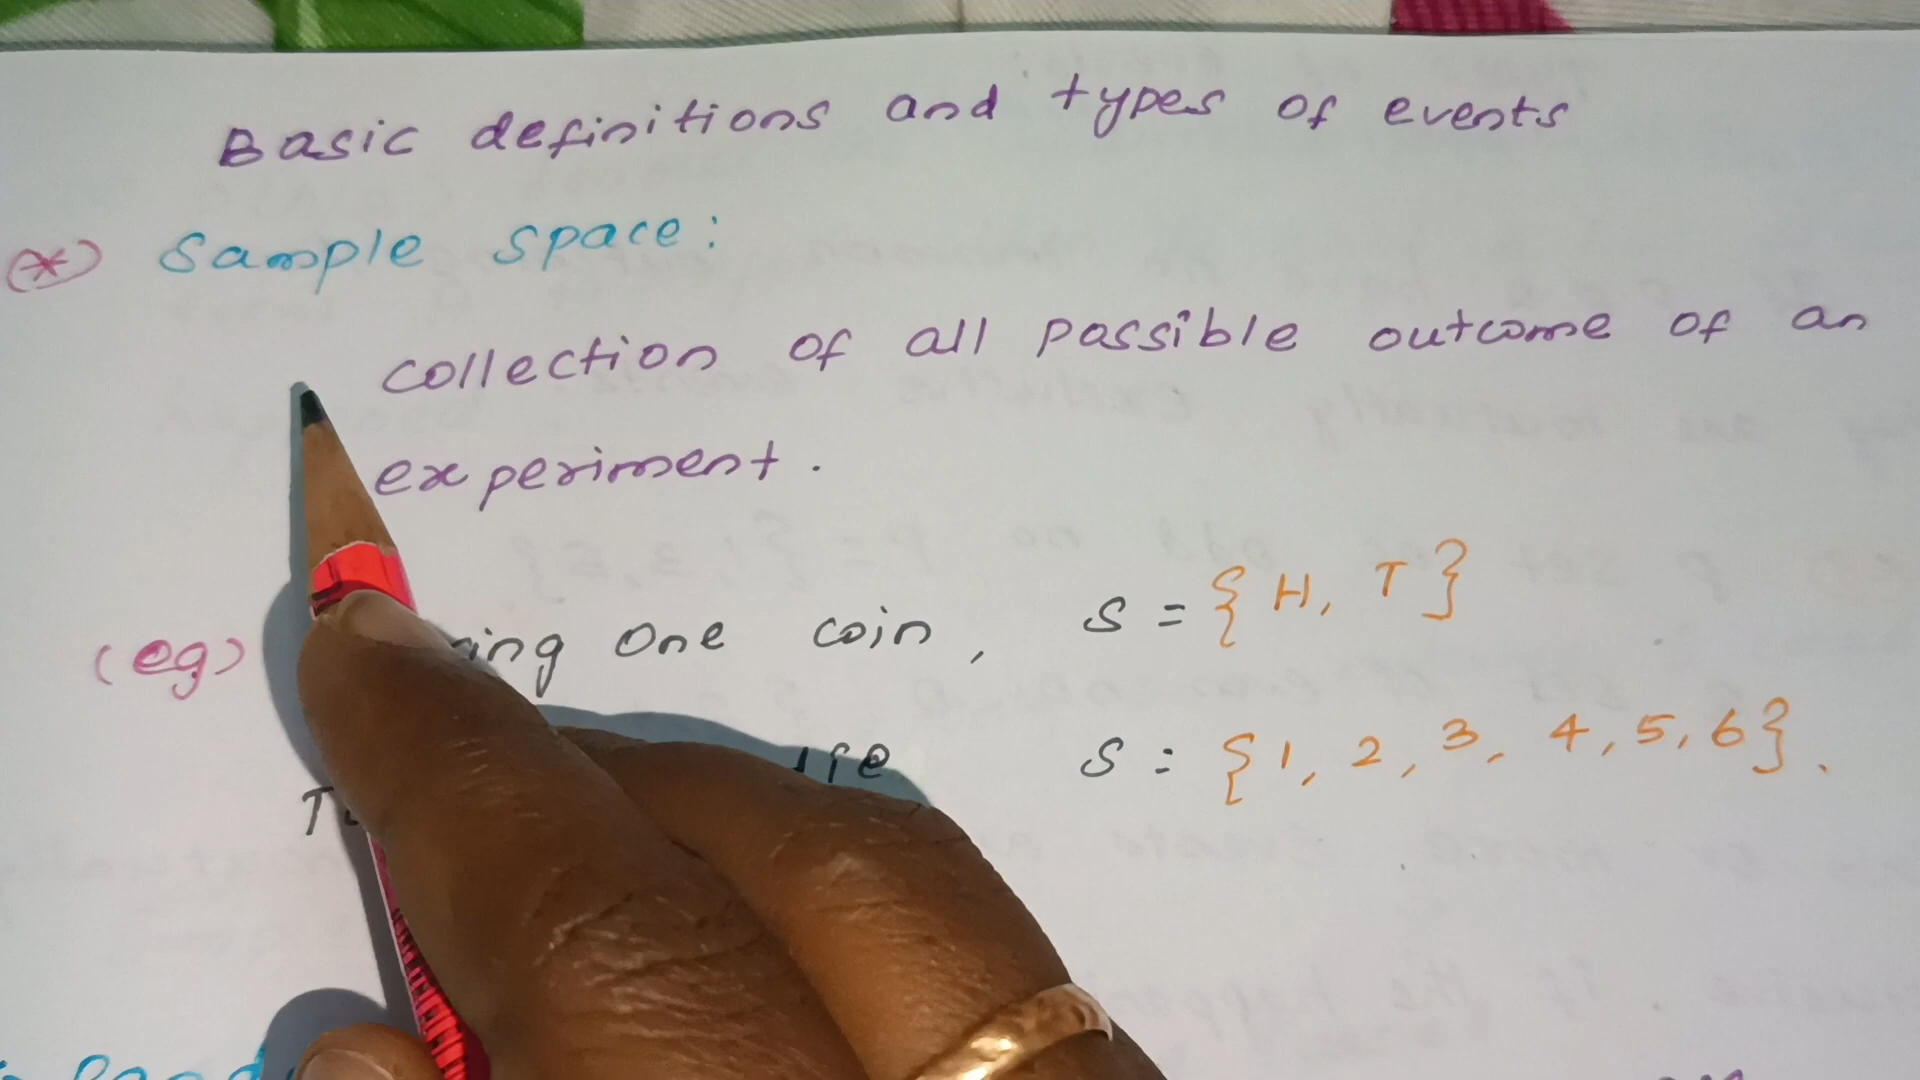 Basic definitions and types of events
(*) Sample space:
collection of all possible outcome of an
experiment.
(eg) ing one coin, S = {H, T}
S = {1, 2, 3, 4, 5, 6}.